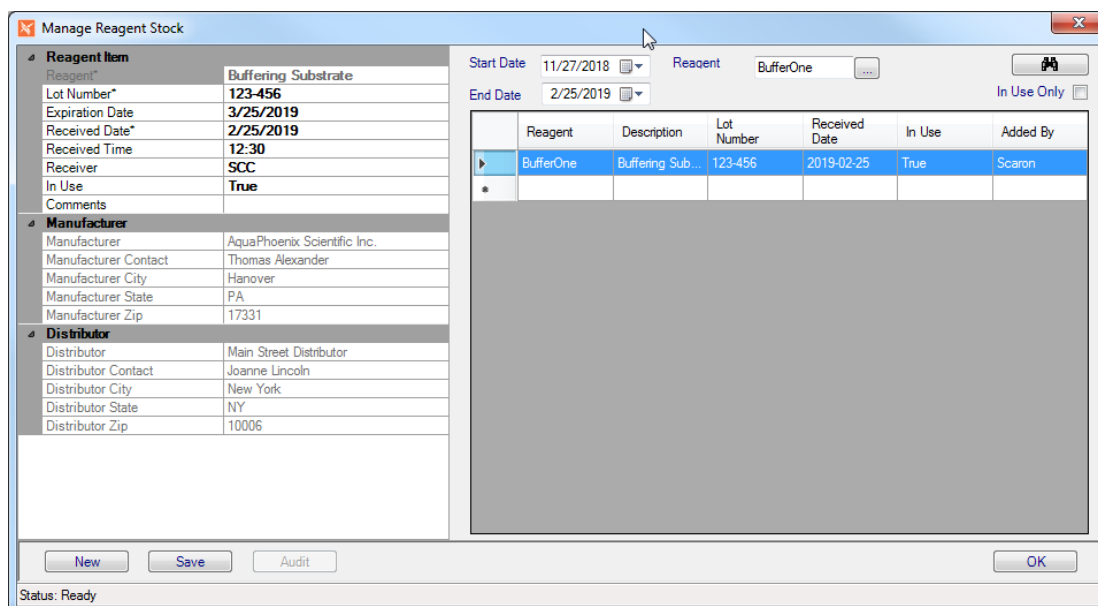 Manage Reagent Stock
x
Reagent Item
Reagent* Buffering Substrate
Lot Number* 123-456
Expiration Date 3/25/2019
Received Date* 2/25/2019
Received Time 12:30
Receiver SCC
In Use True
Comments
Manufacturer
Manufacturer AquaPhoenix Scientific Inc.
Manufacturer Contact Thomas Alexander
Manufacturer City Hanover
Manufacturer State PA
Manufacturer Zip 17331
Distributor
Distributor Main Street Distributor
Distributor Contact Joanne Lincoln
Distributor City New York
Distributor State NY
Distributor Zip 10006
Start Date 11/27/2018 Reagent BufferOne ...
End Date 2/25/2019 In Use Only
Reagent Description Lot Number Received Date In Use Added By
BufferOne Buffering Sub... 123-456 2019-02-25 True Scaron
New Save Audit OK
Status: Ready